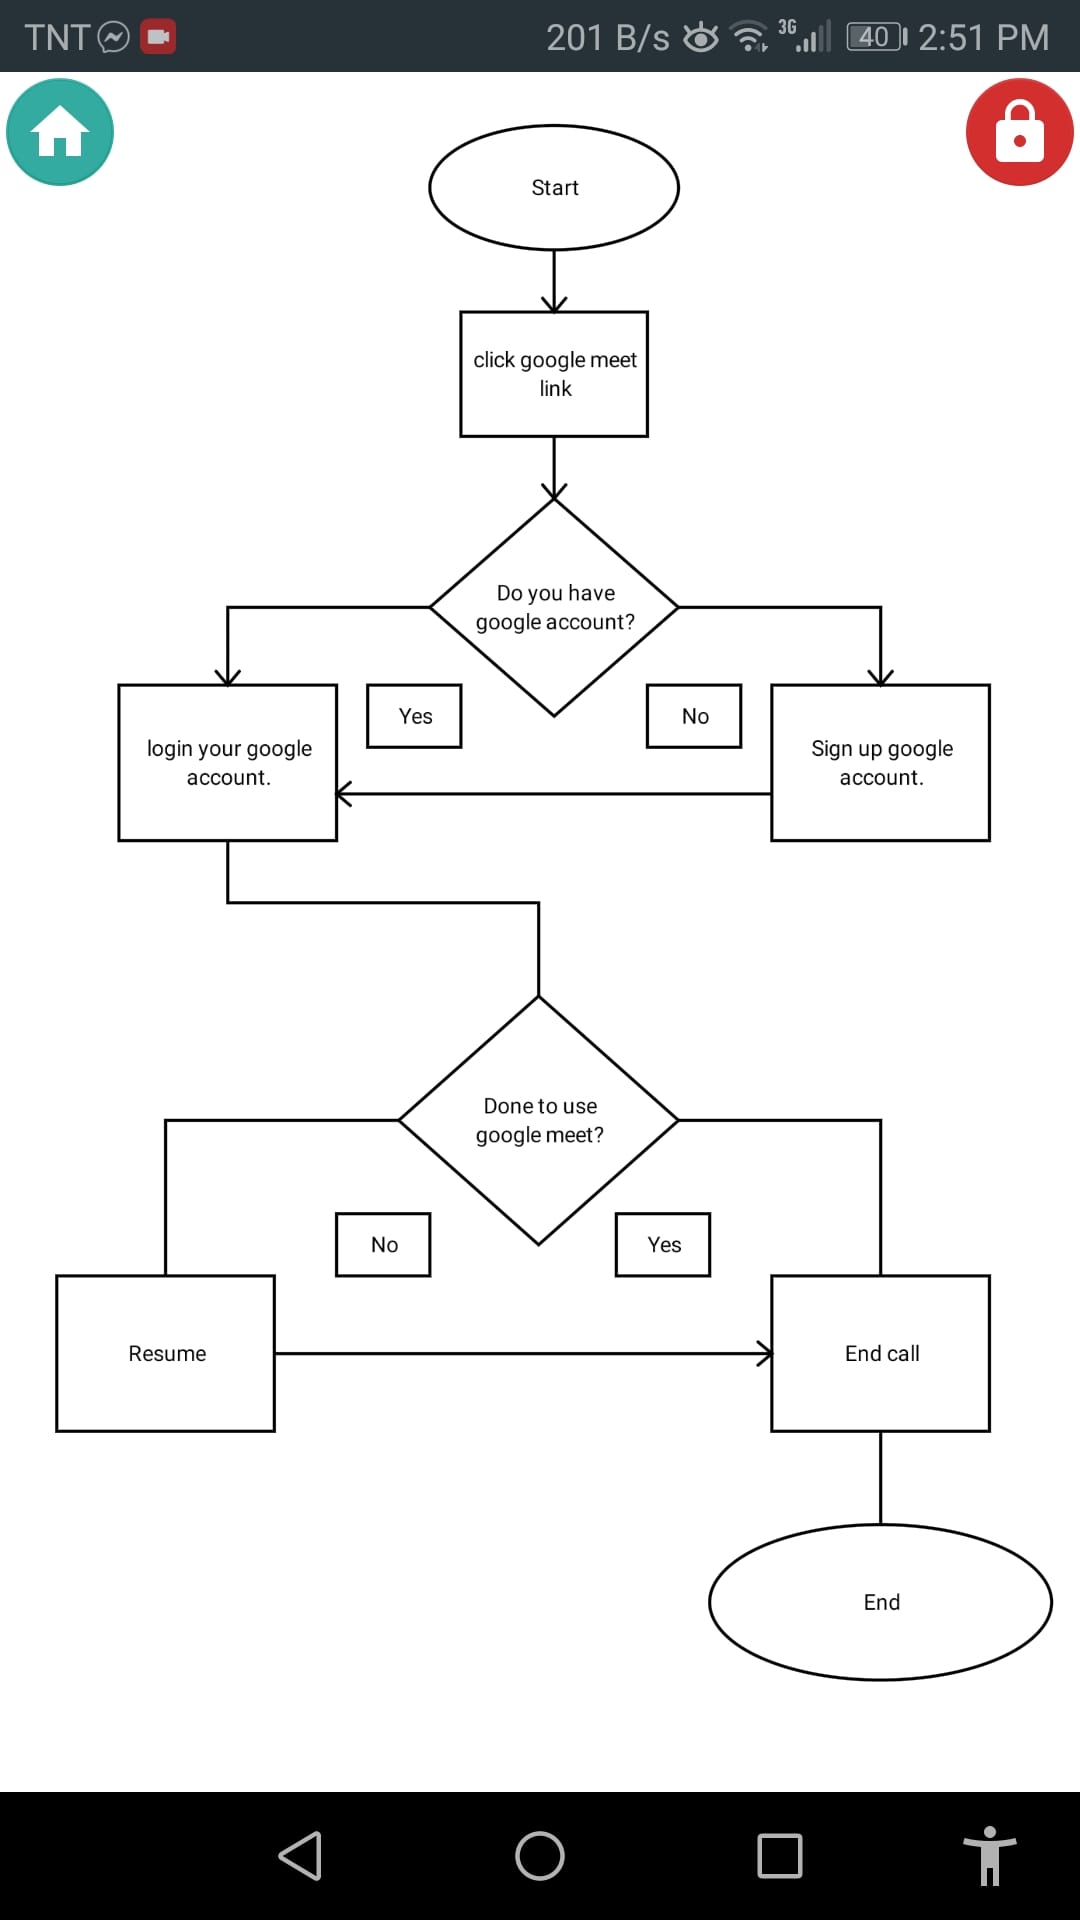 TNT 201 B/s 3G 40 2:51 PM
Start
click google meet
link
Do you have
google account?
Yes
No
login your google
account.
Sign up google
account.
Done to use
google meet?
No
Yes
Resume
End call
End